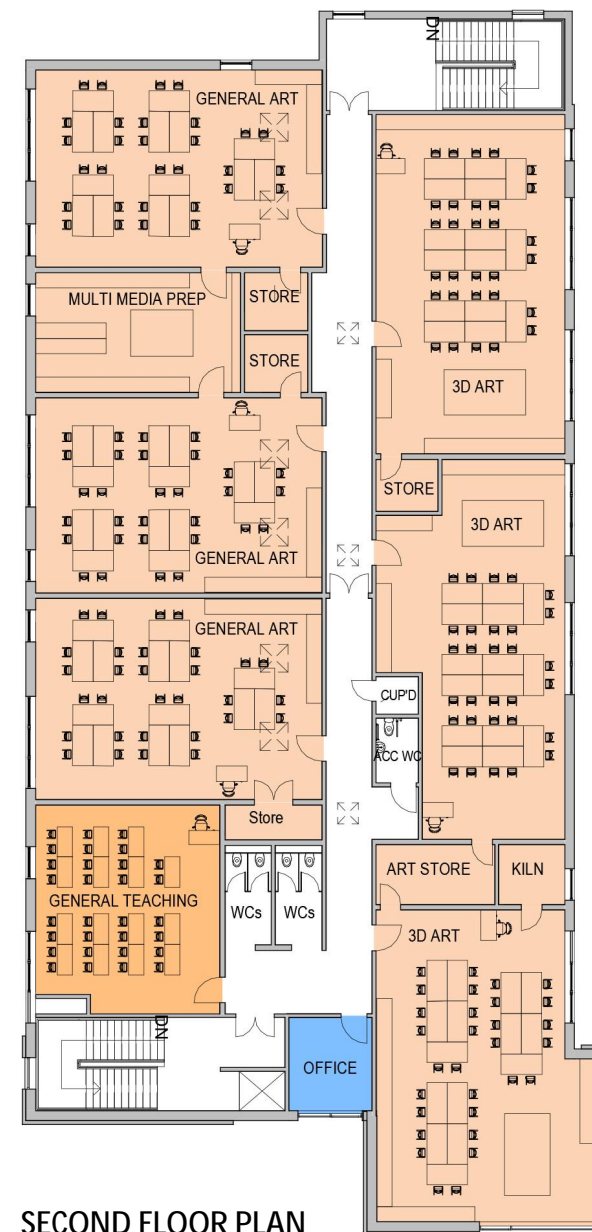 DN
GENERAL ART
MULTI MEDIA PREP
STORE
STORE
3D ART
STORE
3D ART
GENERAL ART
GENERAL ART
CUP'D
ACC WC
Store
ART STORE
KILN
GENERAL TEACHING
WCs
WCs
3D ART
DN
OFFICE
SECOND FLOOR PLAN